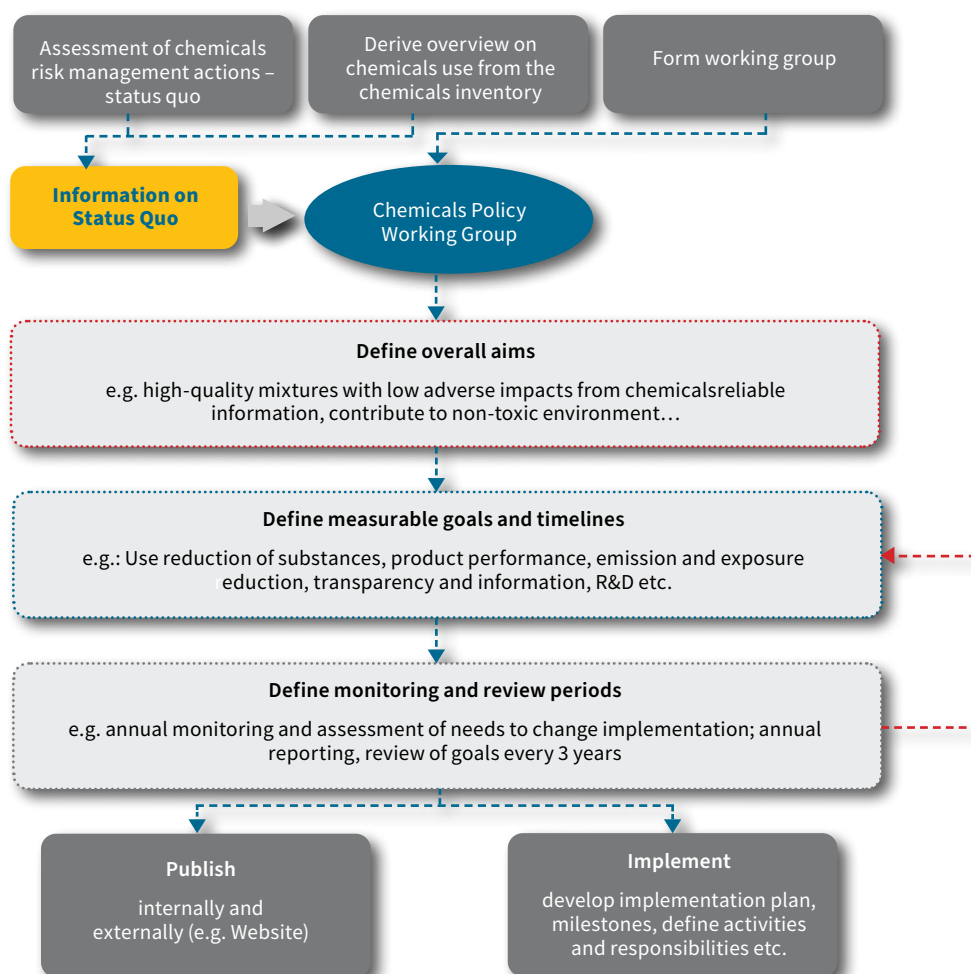 Assessment of chemicals
risk management actions –
status quo
Derive overview on
chemicals use from the
chemicals inventory
Form working group
Information on
Status Quo
Chemicals Policy
Working Group
Define overall aims
e.g. high-quality mixtures with low adverse impacts from chemicalsreliable
information, contribute to non-toxic environment…
Define measurable goals and timelines
e.g.: Use reduction of substances, product performance, emission and exposure
reduction, transparency and information, R&D etc.
Define monitoring and review periods
e.g. annual monitoring and assessment of needs to change implementation; annual
reporting, review of goals every 3 years
Publish
internally and
externally (e.g. Website)
Implement
develop implementation plan,
milestones, define activities
and responsibilities etc.